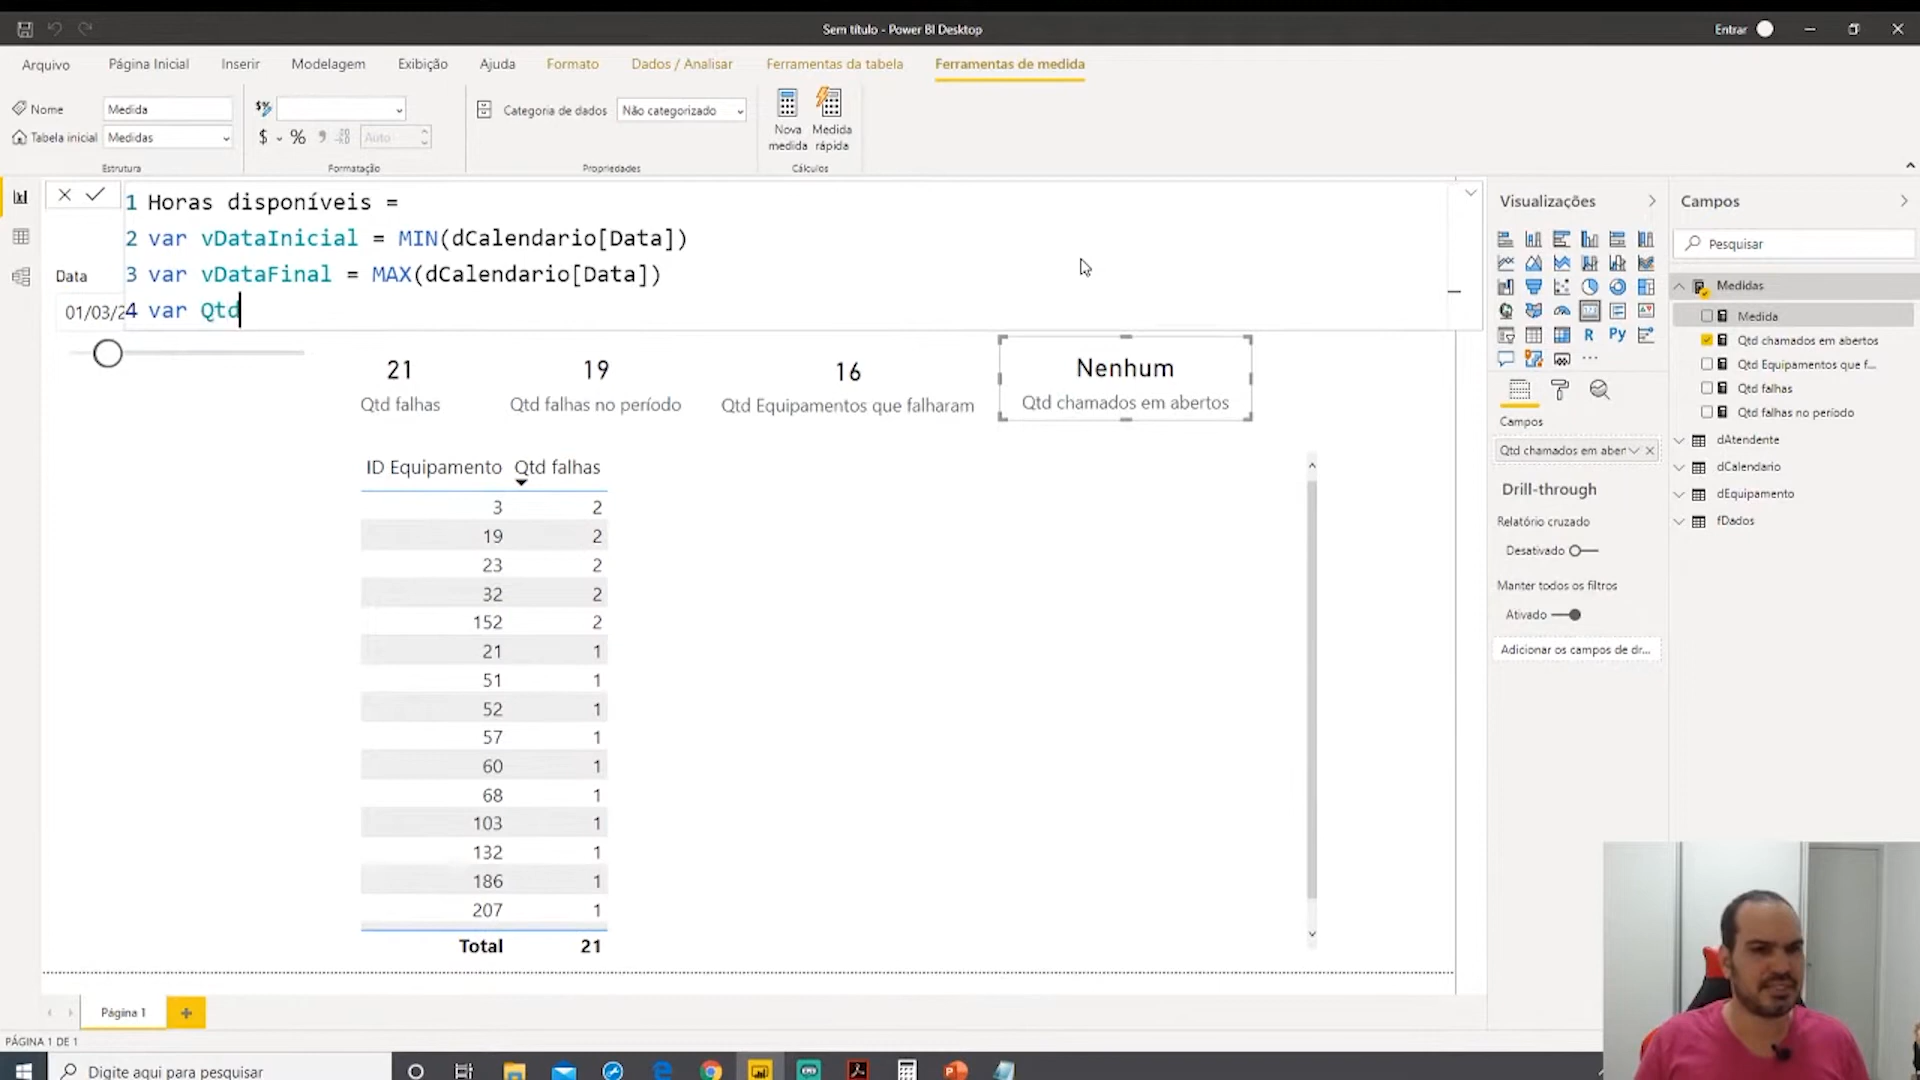 Sem título - Power BI Desktop
Entrar
Arquivo
Página Inicial
Inserir
Modelagem
Exibição
Ajuda
Formato
Dados / Analisar
Ferramentas da tabela
Ferramentas de medida
Nome
Medida
Tabela inicial
Medidas
Estrutura
$ % Auto
Formatação
Categoria de dados
Não categorizado
Propriedades
Nova medida
Medida rápida
Cálculos
1 Horas disponíveis =
2 var vDataInicial = MIN(dCalendario[Data])
3 var vDataFinal = MAX(dCalendario[Data])
4 var Qtd
Data
01/03/2
21
Qtd falhas
19
Qtd falhas no período
16
Qtd Equipamentos que falharam
Nenhum
Qtd chamados em abertos
ID Equipamento Qtd falhas
3 2
19 2
23 2
32 2
152 2
21 1
51 1
52 1
57 1
60 1
68 1
103 1
132 1
186 1
207 1
Total 21
Visualizações
R
Py
Campos
Qtd chamados em aber
Drill-through
Relatório cruzado
Desativado
Manter todos os filtros
Ativado
Adicionar os campos de dr...
Campos
Pesquisar
Medidas
Medida
Qtd chamados em abertos
Qtd Equipamentos que f...
Qtd falhas
Qtd falhas no período
dAtendente
dCalendario
dEquipamento
fDados
Página 1
PÁGINA 1 DE 1
Digite aqui para pesquisar